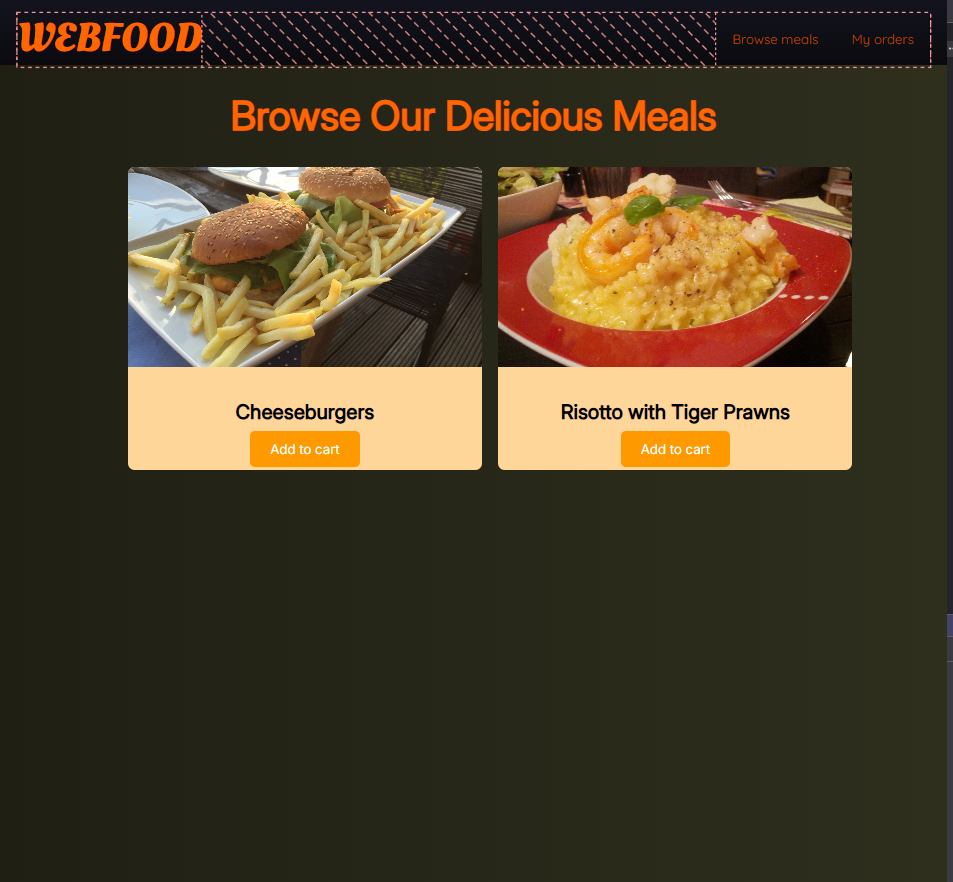 WEBFOOD
Browse meals
My orders
Browse Our Delicious Meals
Cheeseburgers
Add to cart
Risotto with Tiger Prawns
Add to cart